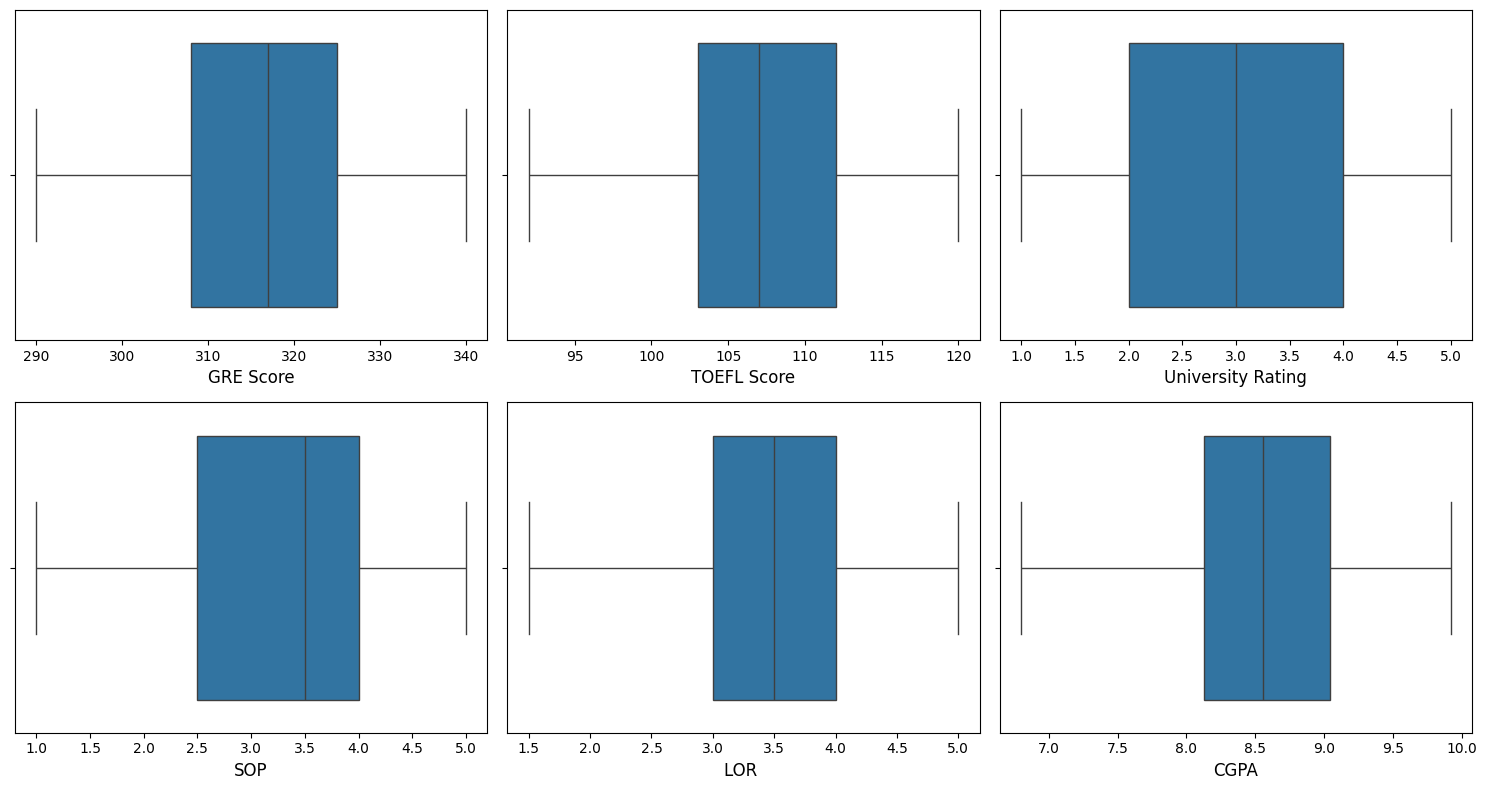 290 300 310 320 330 340
GRE Score
95 100 105 110 115 120
TOEFL Score
1.0 1.5 2.0 2.5 3.0 3.5 4.0 4.5 5.0
University Rating
1.0 1.5 2.0 2.5 3.0 3.5 4.0 4.5 5.0
SOP
1.5 2.0 2.5 3.0 3.5 4.0 4.5 5.0
LOR
7.0 7.5 8.0 8.5 9.0 9.5 10.0
CGPA